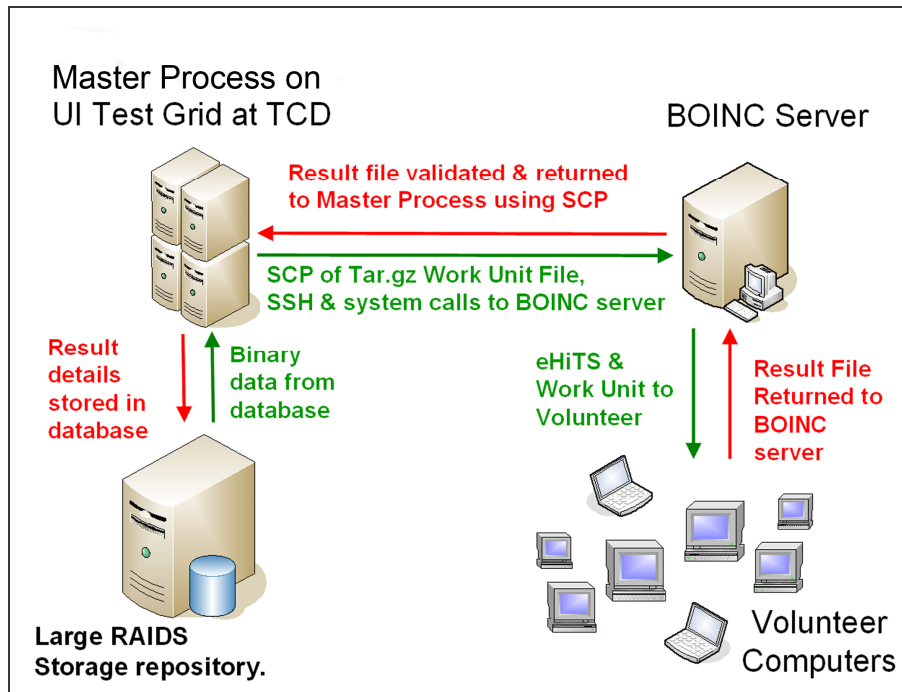 Master Process on
UI Test Grid at TCD
BOINC Server
Result file validated & returned
to Master Process using SCP
SCP of Tar.gz Work Unit File,
SSH & system calls to BOINC server
Result
details
stored in
database
Binary
data from
database
eHiTS &
Work Unit to
Volunteer
Result File
Returned to
BOINC
server
Large RAIDS
Storage repository.
Volunteer
Computers